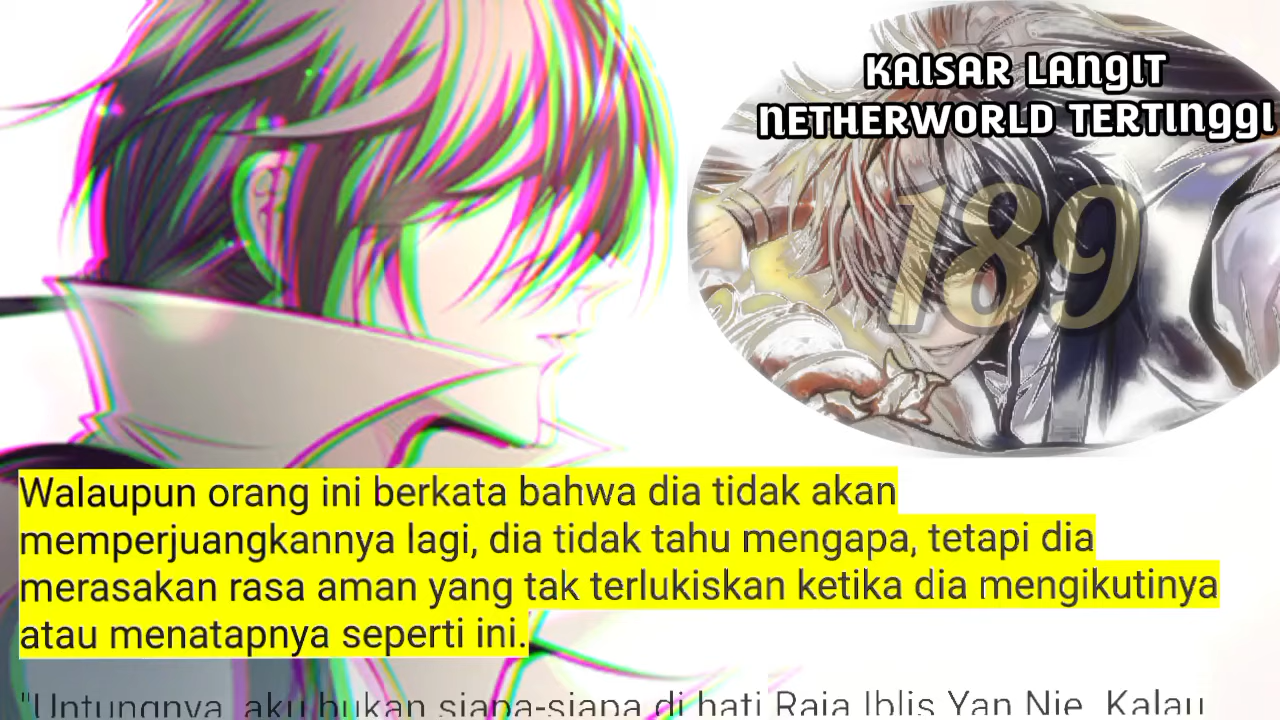 KAISAR LANGIT
NETHERWORLD TERTINGGI
189
Walaupun orang ini berkata bahwa dia tidak akan
memperjuangkannya lagi, dia tidak tahu mengapa, tetapi dia
merasakan rasa aman yang tak terlukiskan ketika dia mengikutinya
atau menatapnya seperti ini.
"Untungnya, aku bukan siapa-siapa di hati Raja Iblis Yan Nie. Kalau